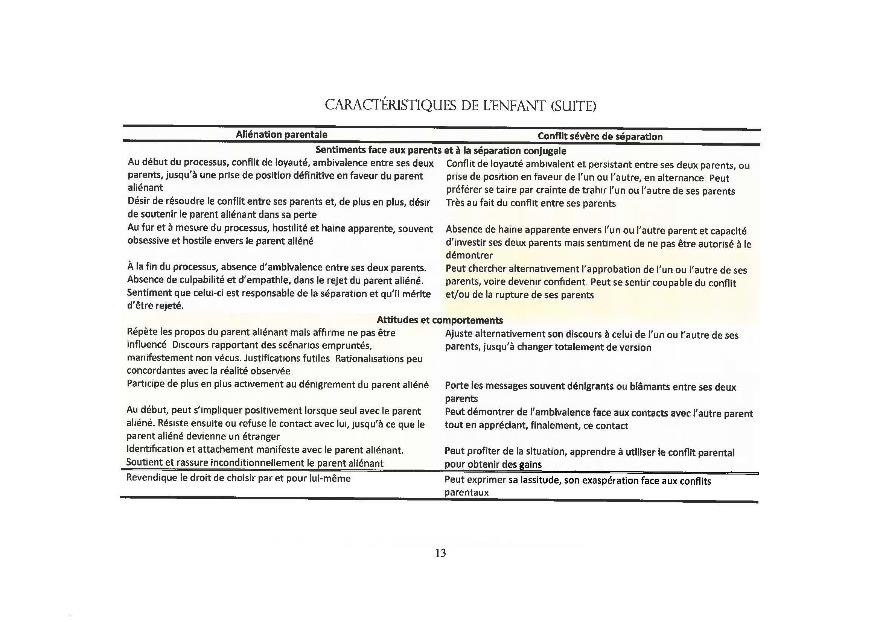 CARACTÉRISTIQUES DE L'ENFANT (SUITE)
Aliénation parentale
Conflit sévère de séparation
Sentiments face aux parents et à la séparation conjugale
Au début du processus, conflit de loyauté, ambivalence entre ses deux
parents, jusqu'à une prise de position définitive en faveur du parent
aliénant
Conflit de loyauté ambivalent et persistant entre ses deux parents, ou
prise de position en faveur de l'un ou l'autre, en alternance. Peut
préférer se taire par crainte de trahir l'un ou l'autre de ses parents
Désir de résoudre le conflit entre ses parents et, de plus en plus, désir
de soutenir le parent aliénant dans sa perte
Très au fait du conflit entre ses parents
Au fur et à mesure du processus, hostilité et haine apparente, souvent
obsessive et hostile envers le parent aliéné
Absence de haine apparente envers l'un ou l'autre parent et capacité
d'investir ses deux parents mais sentiment de ne pas être autorisé à le
démontrer
À la fin du processus, absence d'ambivalence entre ses deux parents.
Absence de culpabilité et d'empathie, dans le rejet du parent aliéné.
Sentiment que celui-ci est responsable de la séparation et qu'il mérite
d'être rejeté.
Peut chercher alternativement l'approbation de l'un ou l'autre de ses
parents, voire devenir confident. Peut se sentir coupable du conflit
et/ou de la rupture de ses parents
Attitudes et comportements
Répète les propos du parent aliénant mais affirme ne pas être
influencé Discours rapportant des scénarios empruntés,
manifestement non vécus. Justifications futiles Rationalisations peu
concordantes avec la réalité observée
Ajuste alternativement son discours à celui de l'un ou l'autre de ses
parents, jusqu'à changer totalement de version
Participe de plus en plus activement au dénigrement du parent aliéné
Porte les messages souvent dénigrants ou blâmants entre ses deux
parents
Au début, peut s'impliquer positivement lorsque seul avec le parent
aliéné. Résiste ensuite ou refuse le contact avec lui, jusqu'à ce que le
parent aliéné devienne un étranger
Peut démontrer de l'ambivalence face aux contacts avec l'autre parent
tout en appréciant, finalement, ce contact
Identification et attachement manifeste avec le parent aliénant.
Soutient et rassure inconditionnellement le parent aliénant
Peut profiter de la situation, apprendre à utiliser le conflit parental
pour obtenir des gains
Revendique le droit de choisir par et pour lui-même
Peut exprimer sa lassitude, son exaspération face aux conflits
parentaux
13